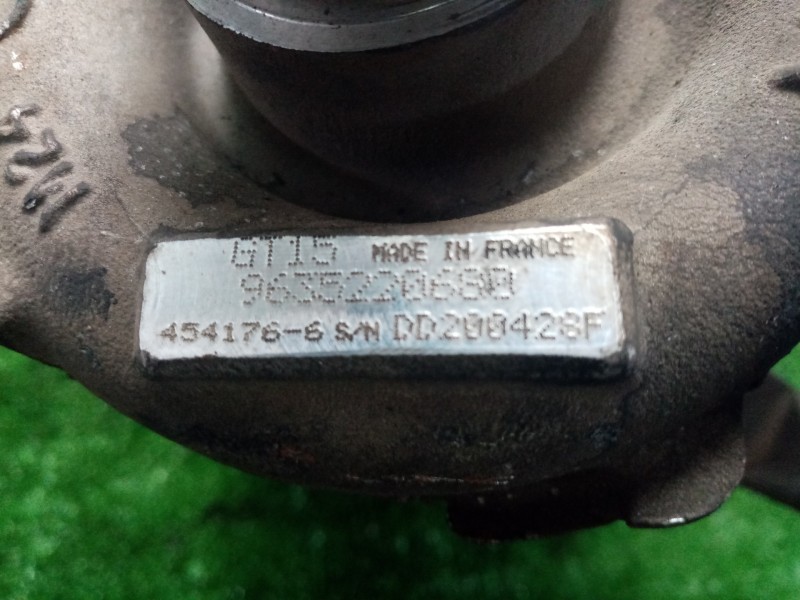 GT15 MADE IN FRANCE
9635220680
454176-6 S/N DD200428F